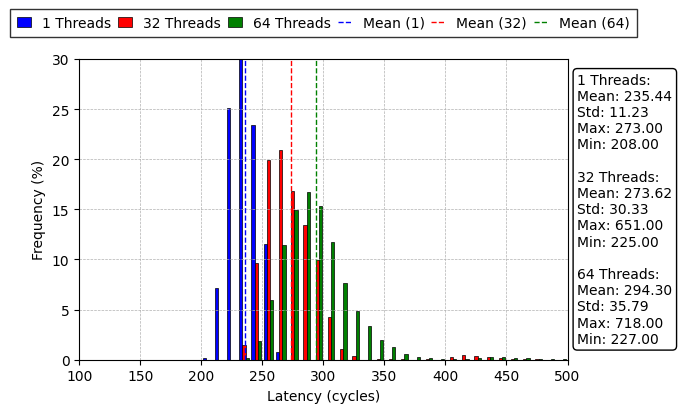 1 Threads 32 Threads 64 Threads Mean (1) Mean (32) Mean (64)
30
25
20
15
10
5
0
Frequency (%)
100 150 200 250 300 350 400 450 500
Latency (cycles)
1 Threads:
Mean: 235.44
Std: 11.23
Max: 273.00
Min: 208.00
32 Threads:
Mean: 273.62
Std: 30.33
Max: 651.00
Min: 225.00
64 Threads:
Mean: 294.30
Std: 35.79
Max: 718.00
Min: 227.00